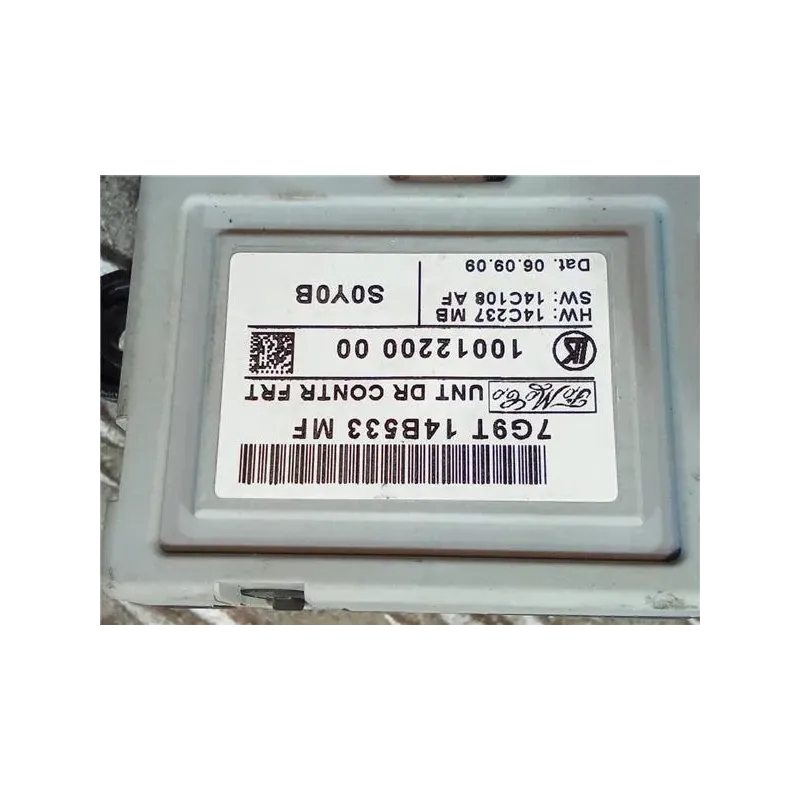 7G9T 14B533 MF
FoMoCo UNT DR CONTR FRT
10012200 00
HW: 14C237 MB
SW: 14C108 AF
S0Y0B
Dat. 06.09.09